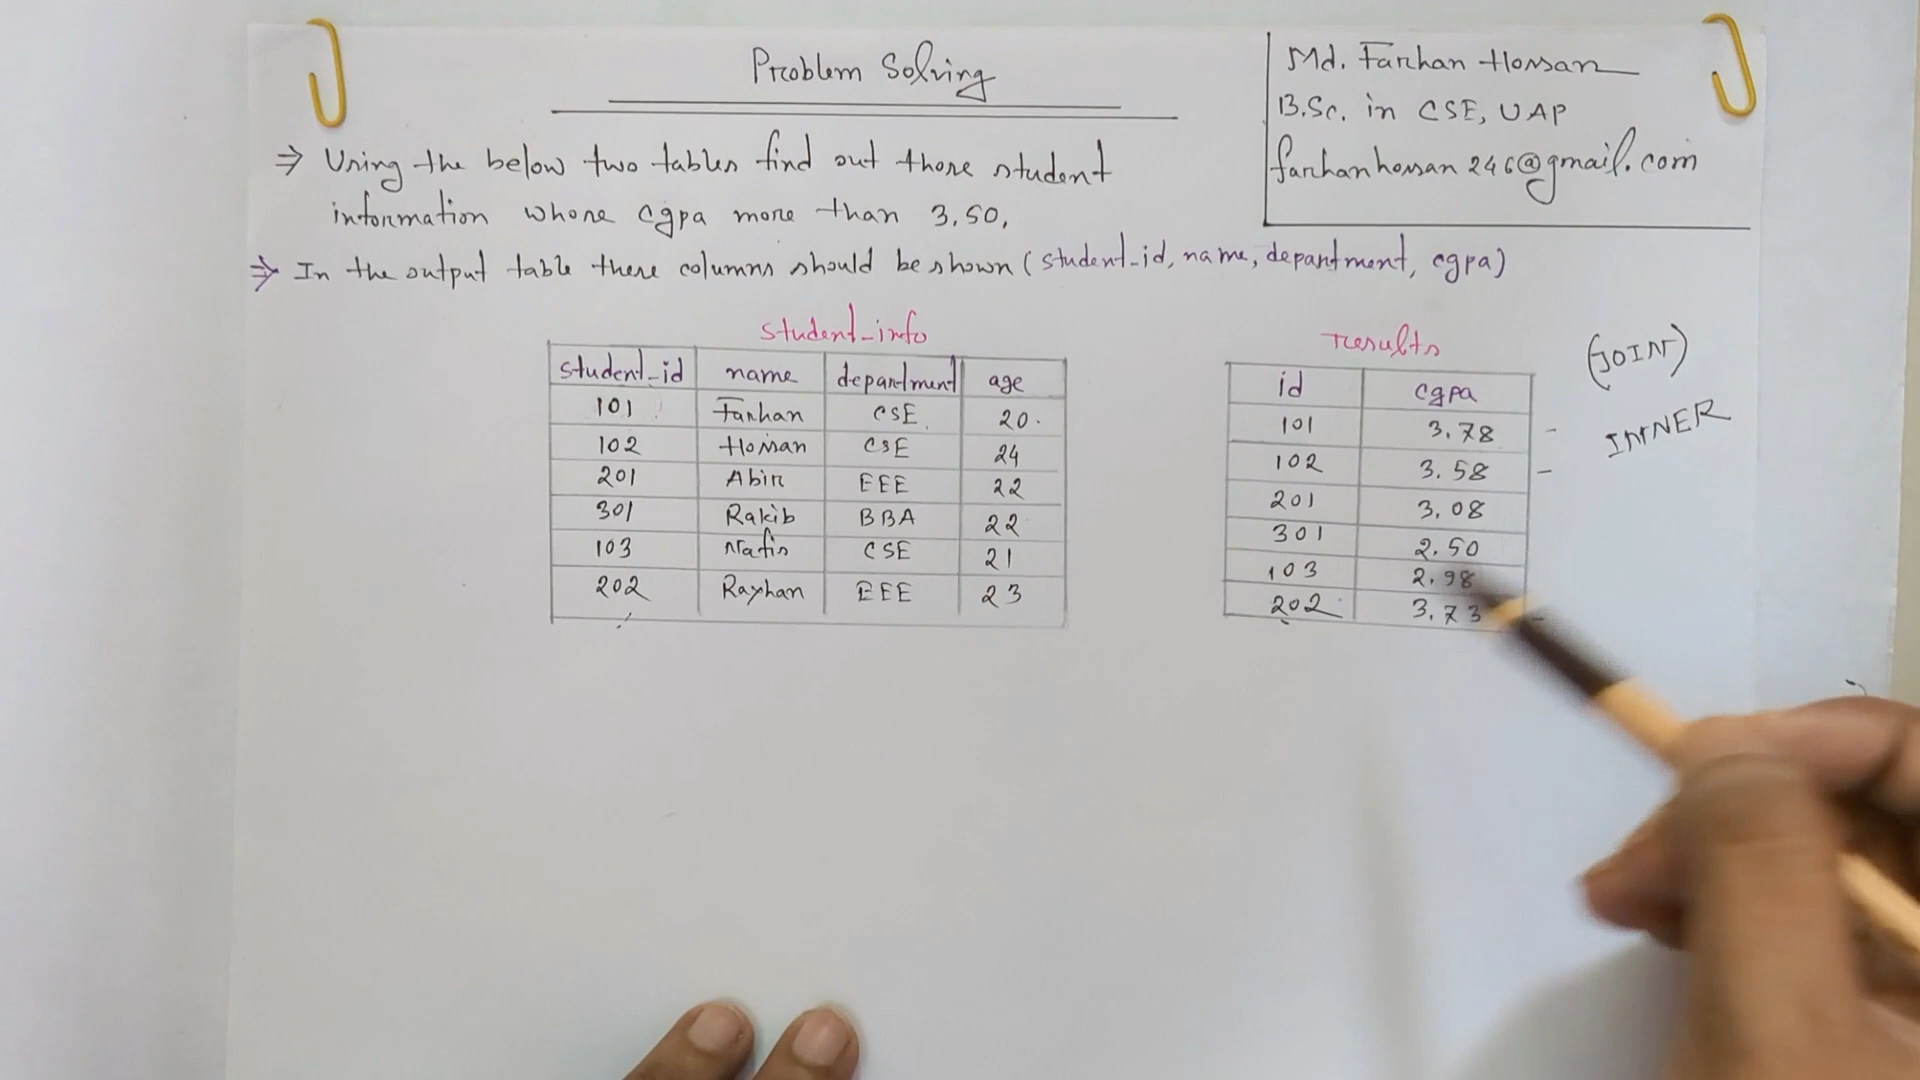 Problem Solving
Md. Farhan Hossan
B.Sc. in CSE, UAP
farhanhossan246@gmail.com
⇒ Using the below two tables find out those student
information whose cgpa more than 3.50.
⇒ In the output table these columns should be shown (student_id, name, department, cgpa)
student_info
student_id name department age
101 Farhan CSE 20
102 Hossan CSE 24
201 Abir EEE 22
301 Rakib BBA 22
103 Nafis CSE 21
202 Rayhan EEE 23
results
id cgpa
101 3.78
102 3.58
201 3.08
301 2.50
103 2.98
202 3.73
(JOIN)
INNER